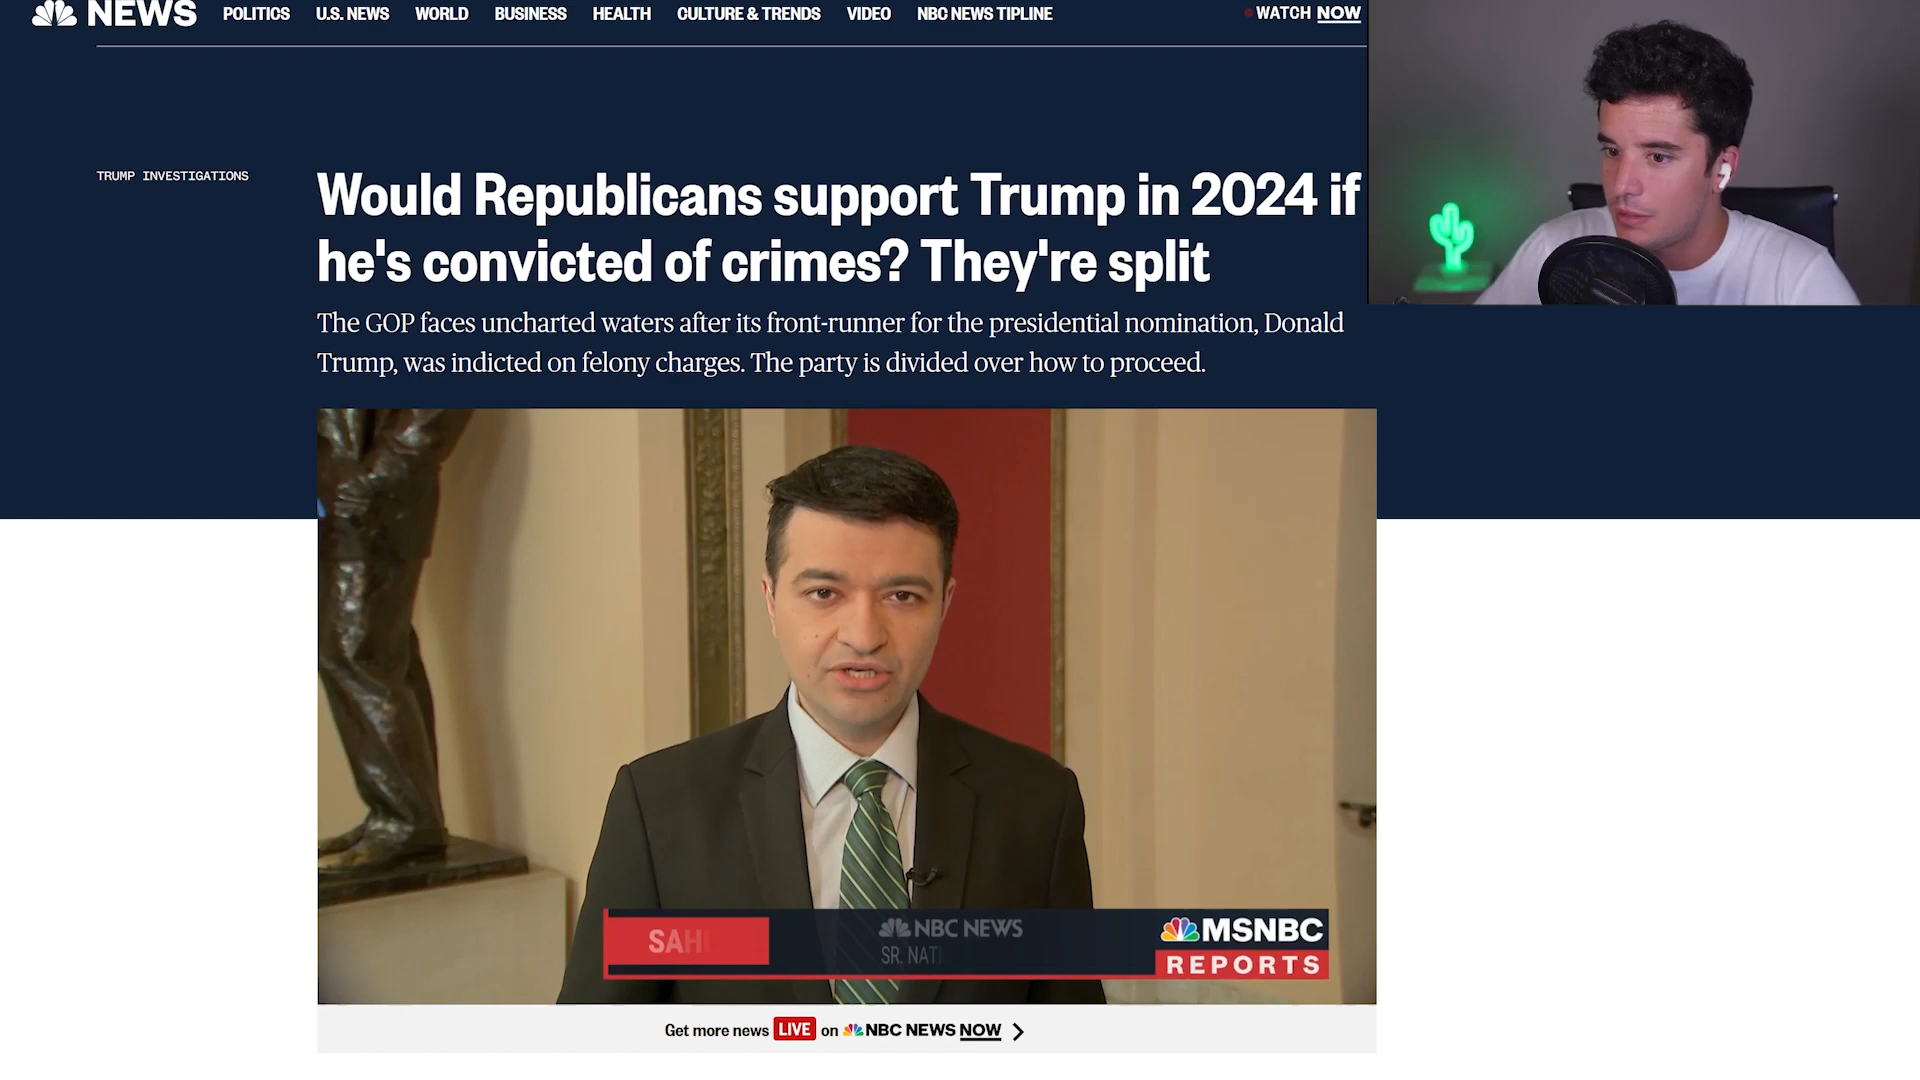 NEWS POLITICS U.S. NEWS WORLD BUSINESS HEALTH CULTURE & TRENDS VIDEO NBC NEWS TIPLINE WATCH NOW
TRUMP INVESTIGATIONS
Would Republicans support Trump in 2024 if
he's convicted of crimes? They're split
The GOP faces uncharted waters after its front-runner for the presidential nomination, Donald
Trump, was indicted on felony charges. The party is divided over how to proceed.
SAH
NBC NEWS
SR. NATI
MSNBC
REPORTS
Get more news LIVE on NBC NEWS NOW